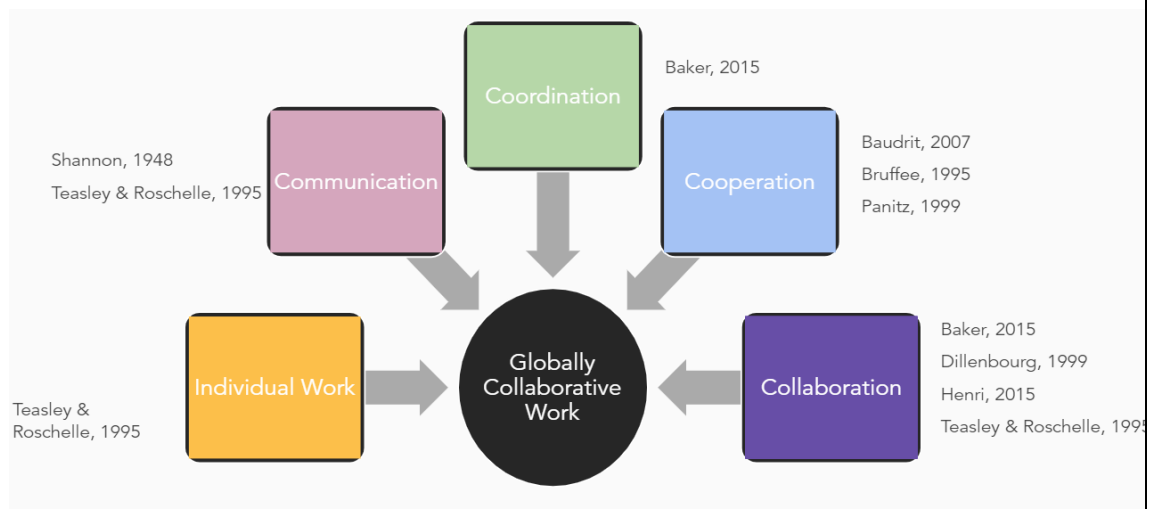 Coordination
Baker, 2015
Communication
Shannon, 1948
Teasley & Roschelle, 1995
Cooperation
Baudrit, 2007
Bruffee, 1995
Panitz, 1999
Individual Work
Teasley &
Roschelle, 1995
Globally
Collaborative
Work
Collaboration
Baker, 2015
Dillenbourg, 1999
Henri, 2015
Teasley & Roschelle, 1995